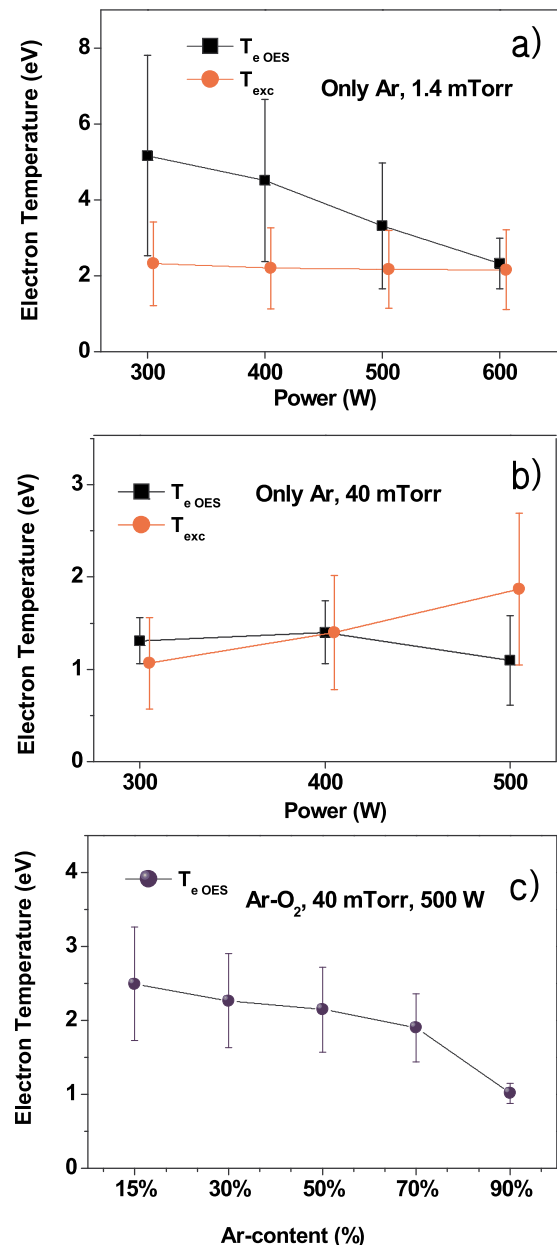 a)
T e OES
T exc
Only Ar, 1.4 mTorr
Electron Temperature (eV)
8
6
4
2
0
300 400 500 600
Power (W)
b)
T e OES
T exc
Only Ar, 40 mTorr
Electron Temperature (eV)
3
2
1
0
300 400 500
Power (W)
c)
T e OES
Ar-O2, 40 mTorr, 500 W
Electron Temperature (eV)
4
3
2
1
0
15% 30% 50% 70% 90%
Ar-content (%)